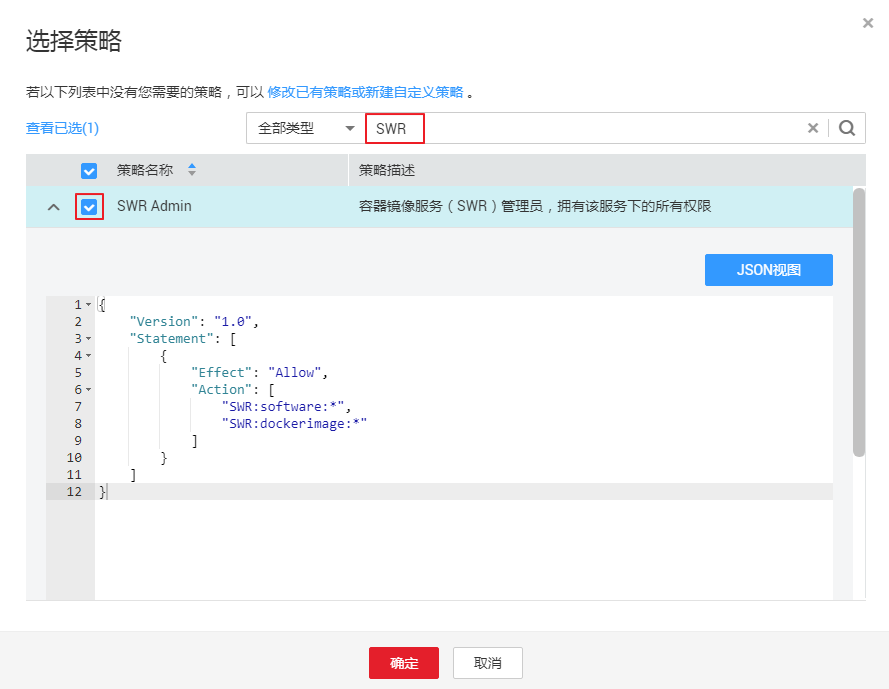 选择策略
若以下列表中没有您需要的策略，可以 修改已有策略或新建自定义策略 。
查看已选(1) 全部类型 SWR
策略名称 策略描述
SWR Admin 容器镜像服务（SWR）管理员，拥有该服务下的所有权限
JSON视图
1 {
2 "Version": "1.0",
3 "Statement": [
4 {
5 "Effect": "Allow",
6 "Action": [
7 "SWR:software:*",
8 "SWR:dockerimage:*"
9 ]
10 }
11 ]
12 }
确定 取消